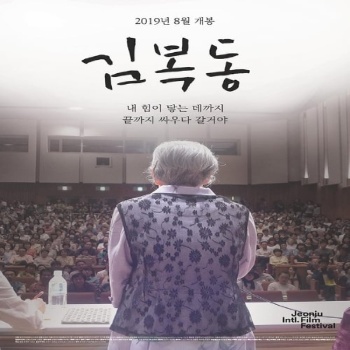 2019년 8월 개봉
김복동
내 힘이 닿는 데까지
끝까지 싸우다 갈거야
Jeonju
Intl. Film
Festival